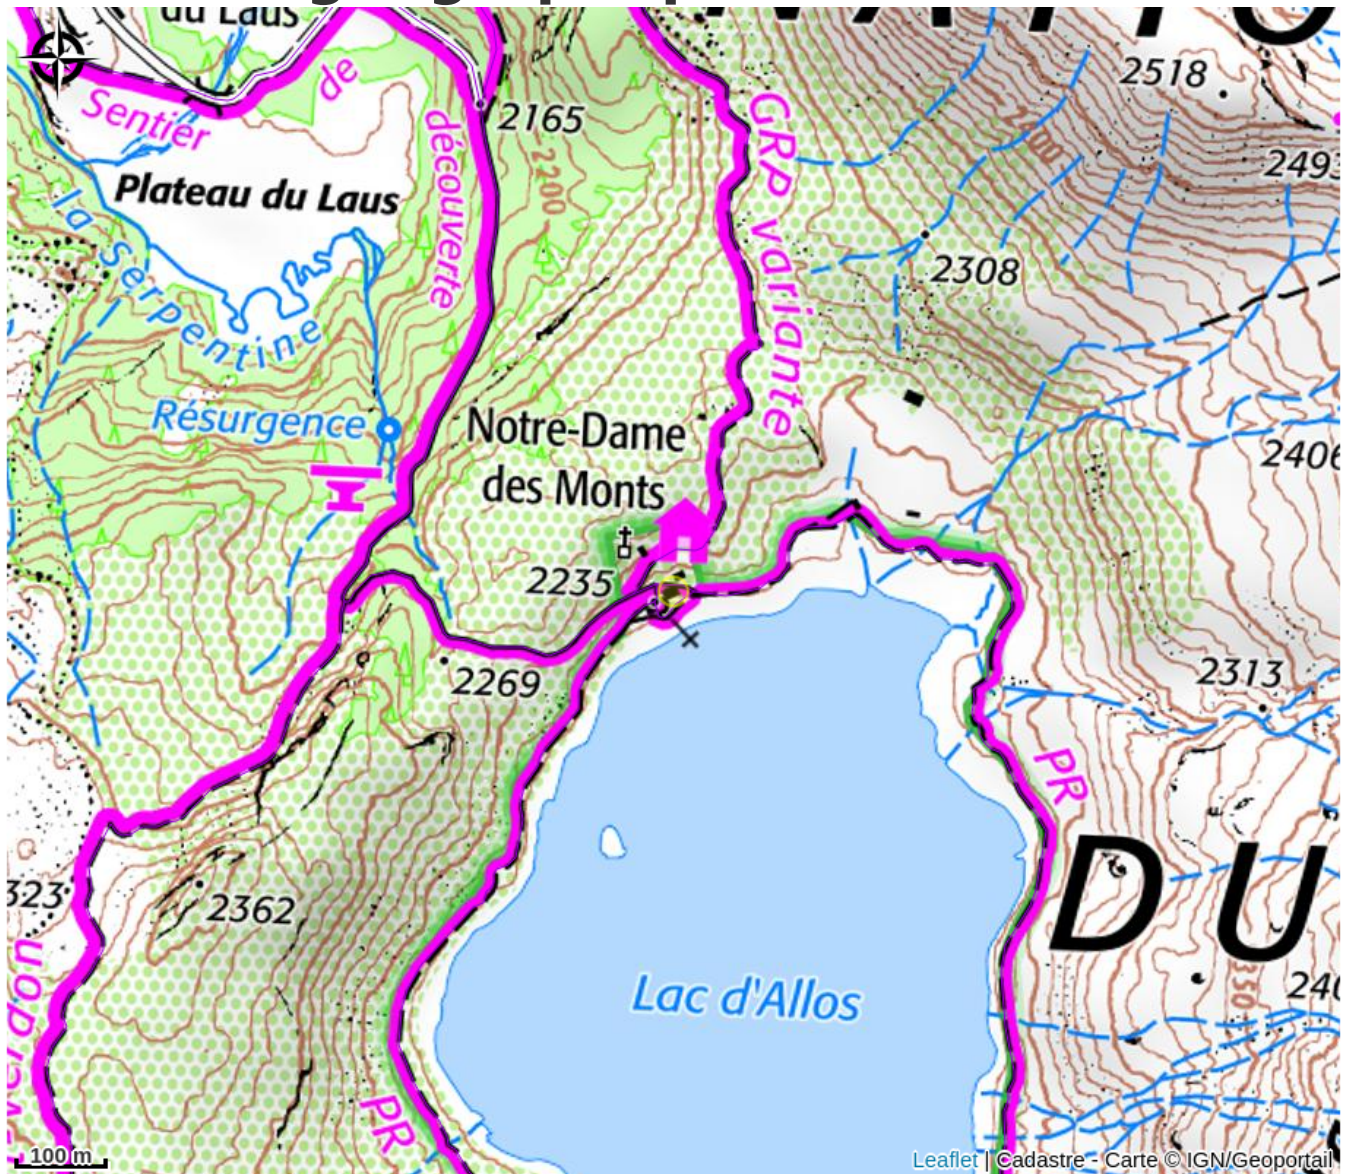 du Laus
2518
Sentier
de
découverte
2165
GRP variante
2200
2493
Plateau du Laus
la Serpentine
2308
Résurgence
Notre-Dame
des Monts
2406
2235
2269
2313
PR
DU
323
2362
350
Lac d'Allos
PR
100 m
Leaflet | Cadastre - Carte © IGN/Geoportail